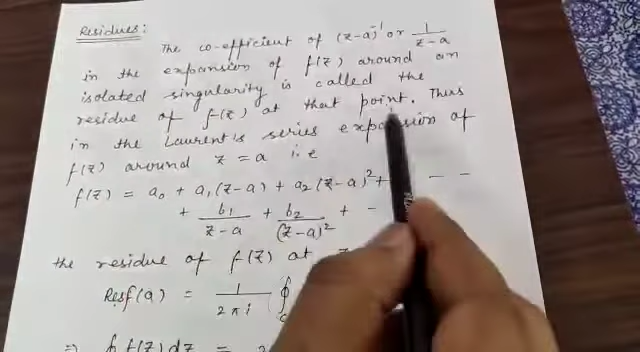 Residues:
The co-efficient of (z-a)⁻¹ or 1/(z-a)
in the expansion of f(z) around an
isolated singularity is called the
residue of f(z) at that point. Thus
in the Laurent's series expansion of
f(z) around z = a i.e
f(z) = a₀ + a₁(z-a) + a₂(z-a)² + - -
+ b₁/(z-a) + b₂/(z-a)² + -
the residue of f(z) at
Resf(a) = 1/(2πi) ∮
⇒ ∮ f(z)dz =